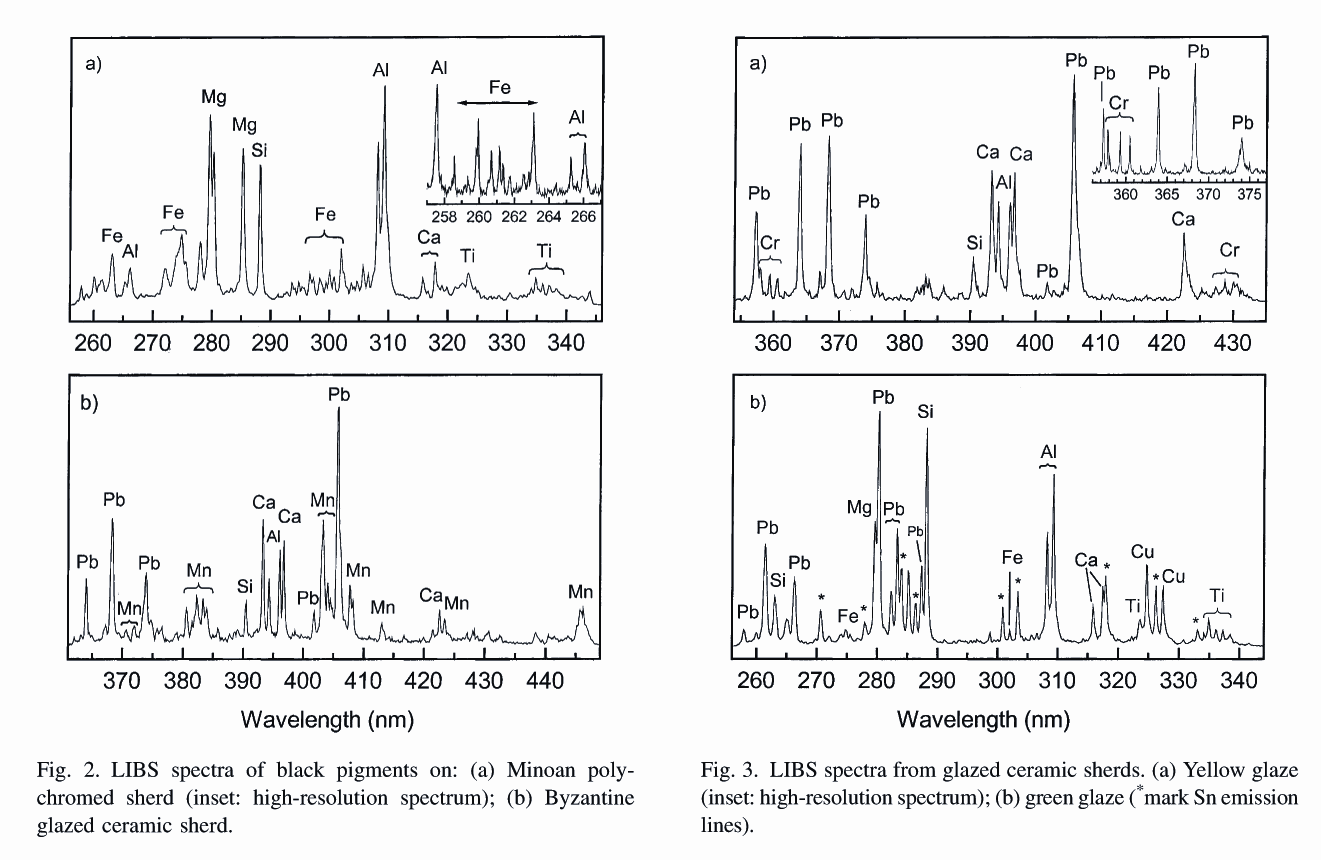 a)
Mg
Mg
Si
Al
Fe
Al
Fe
Fe
Ca
Ti
Ti
Al
Fe
Al
258 260 262 264 266
260 270 280 290 300 310 320 330 340
b)
Pb
Pb
Mn
Pb
Mn
Si
Ca
Al
Ca
Pb
Mn
Pb
Mn
Mn
Ca
Mn
Mn
370 380 390 400 410 420 430 440
Wavelength (nm)
Fig. 2. LIBS spectra of black pigments on: (a) Minoan poly-
chromed sherd (inset: high-resolution spectrum); (b) Byzantine
glazed ceramic sherd.
a)
Pb
Cr
Pb
Pb
Pb
Si
Ca
Al
Ca
Pb
Pb
Ca
Cr
Pb
Cr
Pb
Pb
Pb
360 365 370 375
360 370 380 390 400 410 420 430
b)
Pb
Pb
Si
Pb
*
Fe
*
Mg
Pb
Pb
*
*
Pb
Si
*
Fe
*
Al
Ca
*
Ti
Cu
*
Cu
*
Ti
260 270 280 290 300 310 320 330 340
Wavelength (nm)
Fig. 3. LIBS spectra from glazed ceramic sherds. (a) Yellow glaze
(inset: high-resolution spectrum); (b) green glaze (*mark Sn emission
lines).